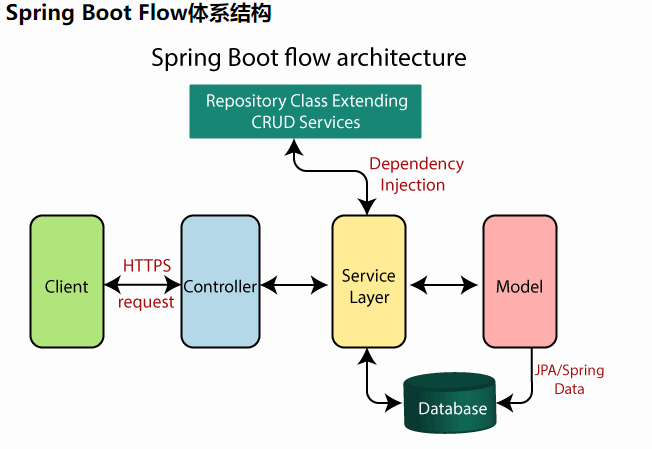 Spring Boot Flow体系结构
Spring Boot flow architecture
Repository Class Extending
CRUD Services
Dependency
Injection
Client
HTTPS
request
Controller
Service
Layer
Model
JPA/Spring
Data
Database